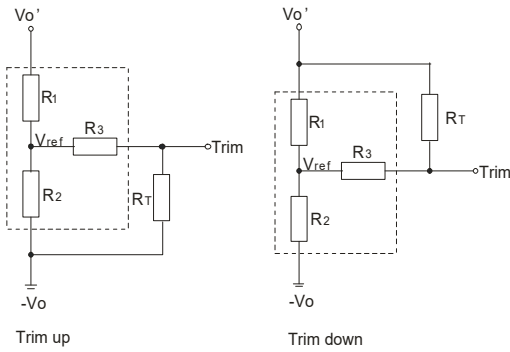 Vo'
R1
Vref
R3
Trim
R2
RT
-Vo
Trim up
Vo'
R1
RT
Vref
R3
Trim
R2
-Vo
Trim down